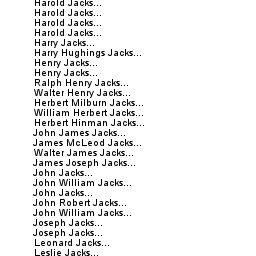 Harold Jacks...
Harold Jacks...
Harold Jacks...
Harold Jacks...
Harry Jacks...
Harry Hughings Jacks...
Henry Jacks...
Henry Jacks...
Ralph Henry Jacks...
Walter Henry Jacks...
Herbert Milburn Jacks...
William Herbert Jacks...
Herbert Hinman Jacks...
John James Jacks...
James McLeod Jacks...
Walter James Jacks...
James Joseph Jacks...
John Jacks...
John William Jacks...
John Jacks...
John Robert Jacks...
John William Jacks...
Joseph Jacks...
Joseph Jacks...
Leonard Jacks...
Leslie Jacks...